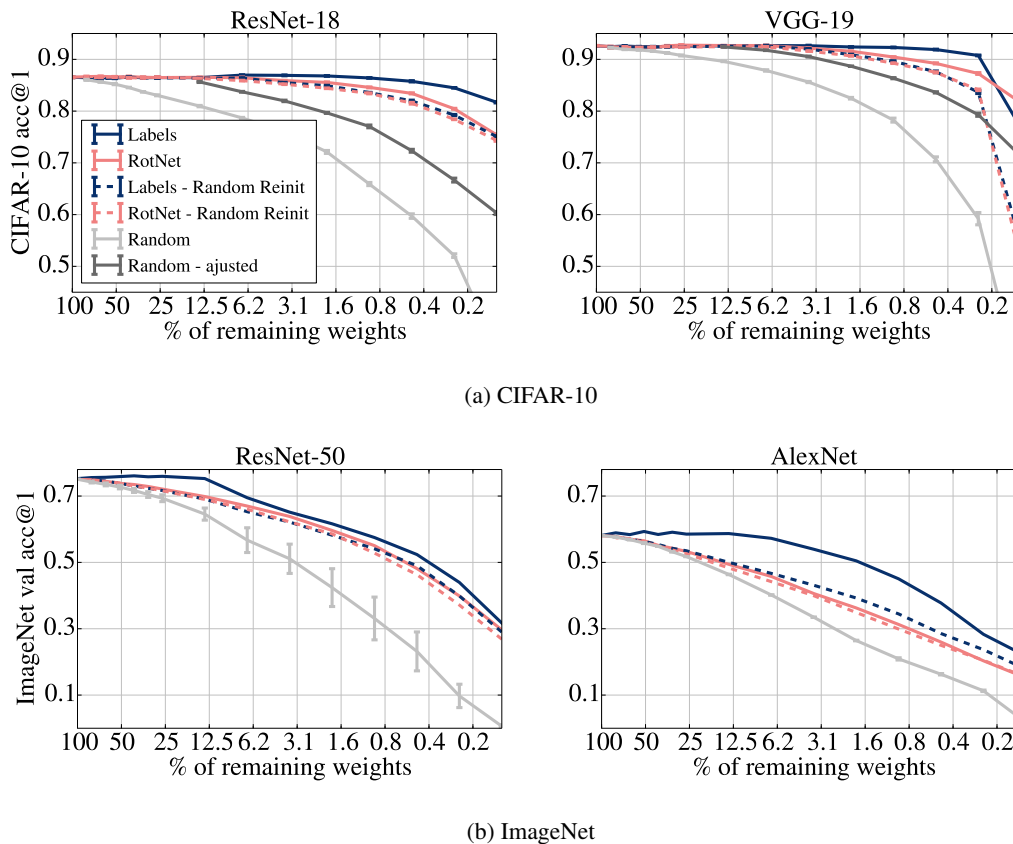 ResNet-18
VGG-19
CIFAR-10 acc@1
0.9
0.8
0.7
0.6
0.5
Labels
RotNet
Labels - Random Reinit
RotNet - Random Reinit
Random
Random - ajusted
100 50 25 12.5 6.2 3.1 1.6 0.8 0.4 0.2
% of remaining weights
0.9
0.8
0.7
0.6
0.5
100 50 25 12.5 6.2 3.1 1.6 0.8 0.4 0.2
% of remaining weights
(a) CIFAR-10
ResNet-50
AlexNet
ImageNet val acc@1
0.7
0.5
0.3
0.1
100 50 25 12.5 6.2 3.1 1.6 0.8 0.4 0.2
% of remaining weights
0.7
0.5
0.3
0.1
100 50 25 12.5 6.2 3.1 1.6 0.8 0.4 0.2
% of remaining weights
(b) ImageNet